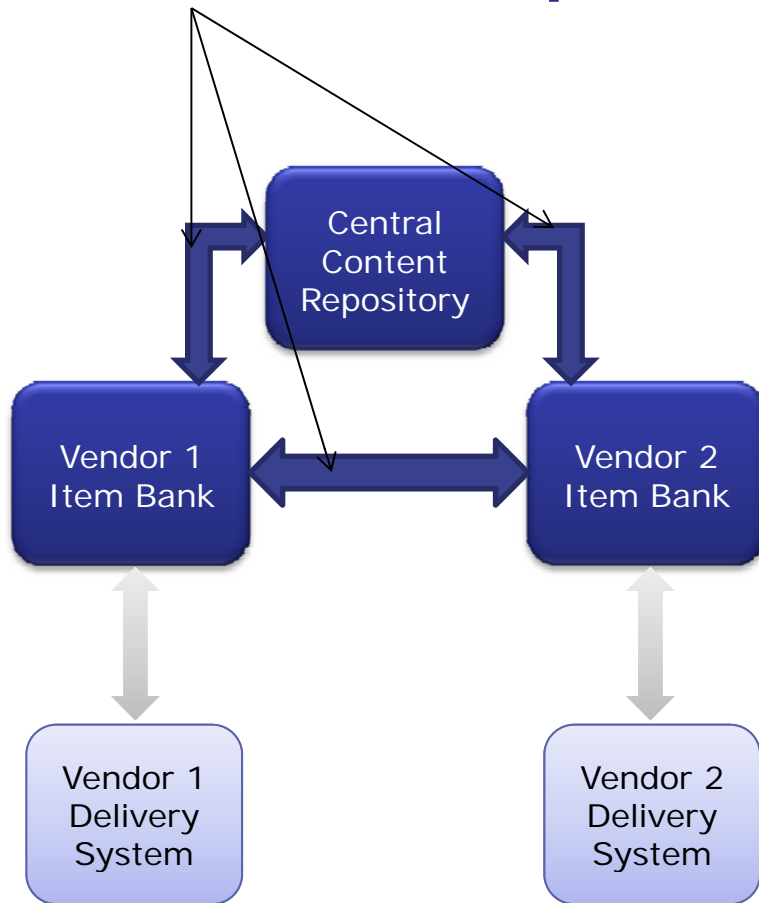 Central
Content
Repository
Vendor 1
Item Bank
Vendor 2
Item Bank
Vendor 1
Delivery
System
Vendor 2
Delivery
System